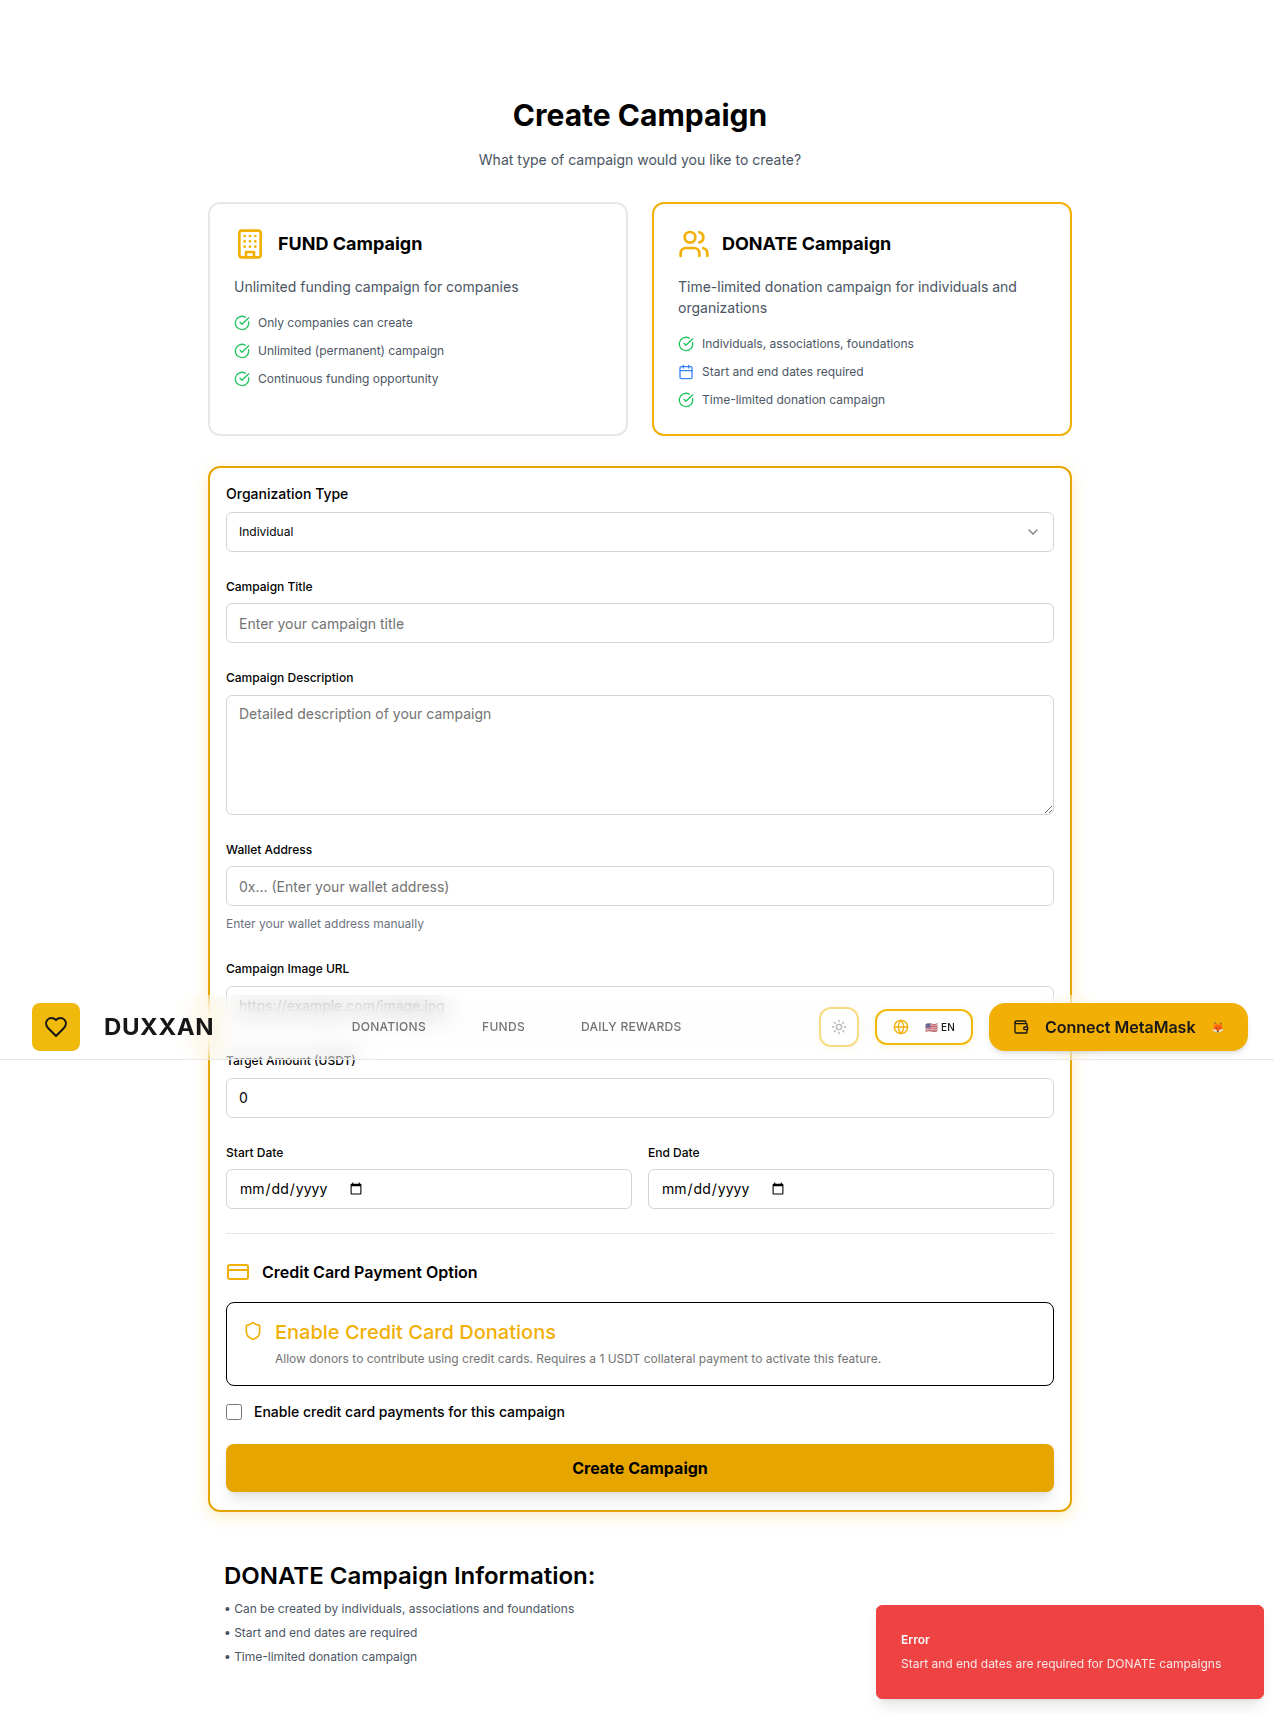 Create Campaign
What type of campaign would you like to create?
FUND Campaign
Unlimited funding campaign for companies
Only companies can create
Unlimited (permanent) campaign
Continuous funding opportunity
DONATE Campaign
Time-limited donation campaign for individuals and
organizations
Individuals, associations, foundations
Start and end dates required
Time-limited donation campaign
Organization Type
Individual
Campaign Title
Enter your campaign title
Campaign Description
Detailed description of your campaign
Wallet Address
0x... (Enter your wallet address)
Enter your wallet address manually
Campaign Image URL
https://example.com/image.jpg
DUXXAN
DONATIONS
FUNDS
DAILY REWARDS
EN
Connect MetaMask
Target Amount (USDT)
0
Start Date
mm/dd/yyyy
End Date
mm/dd/yyyy
Credit Card Payment Option
Enable Credit Card Donations
Allow donors to contribute using credit cards. Requires a 1 USDT collateral payment to activate this feature.
Enable credit card payments for this campaign
Create Campaign
DONATE Campaign Information:
• Can be created by individuals, associations and foundations
• Start and end dates are required
• Time-limited donation campaign
Error
Start and end dates are required for DONATE campaigns